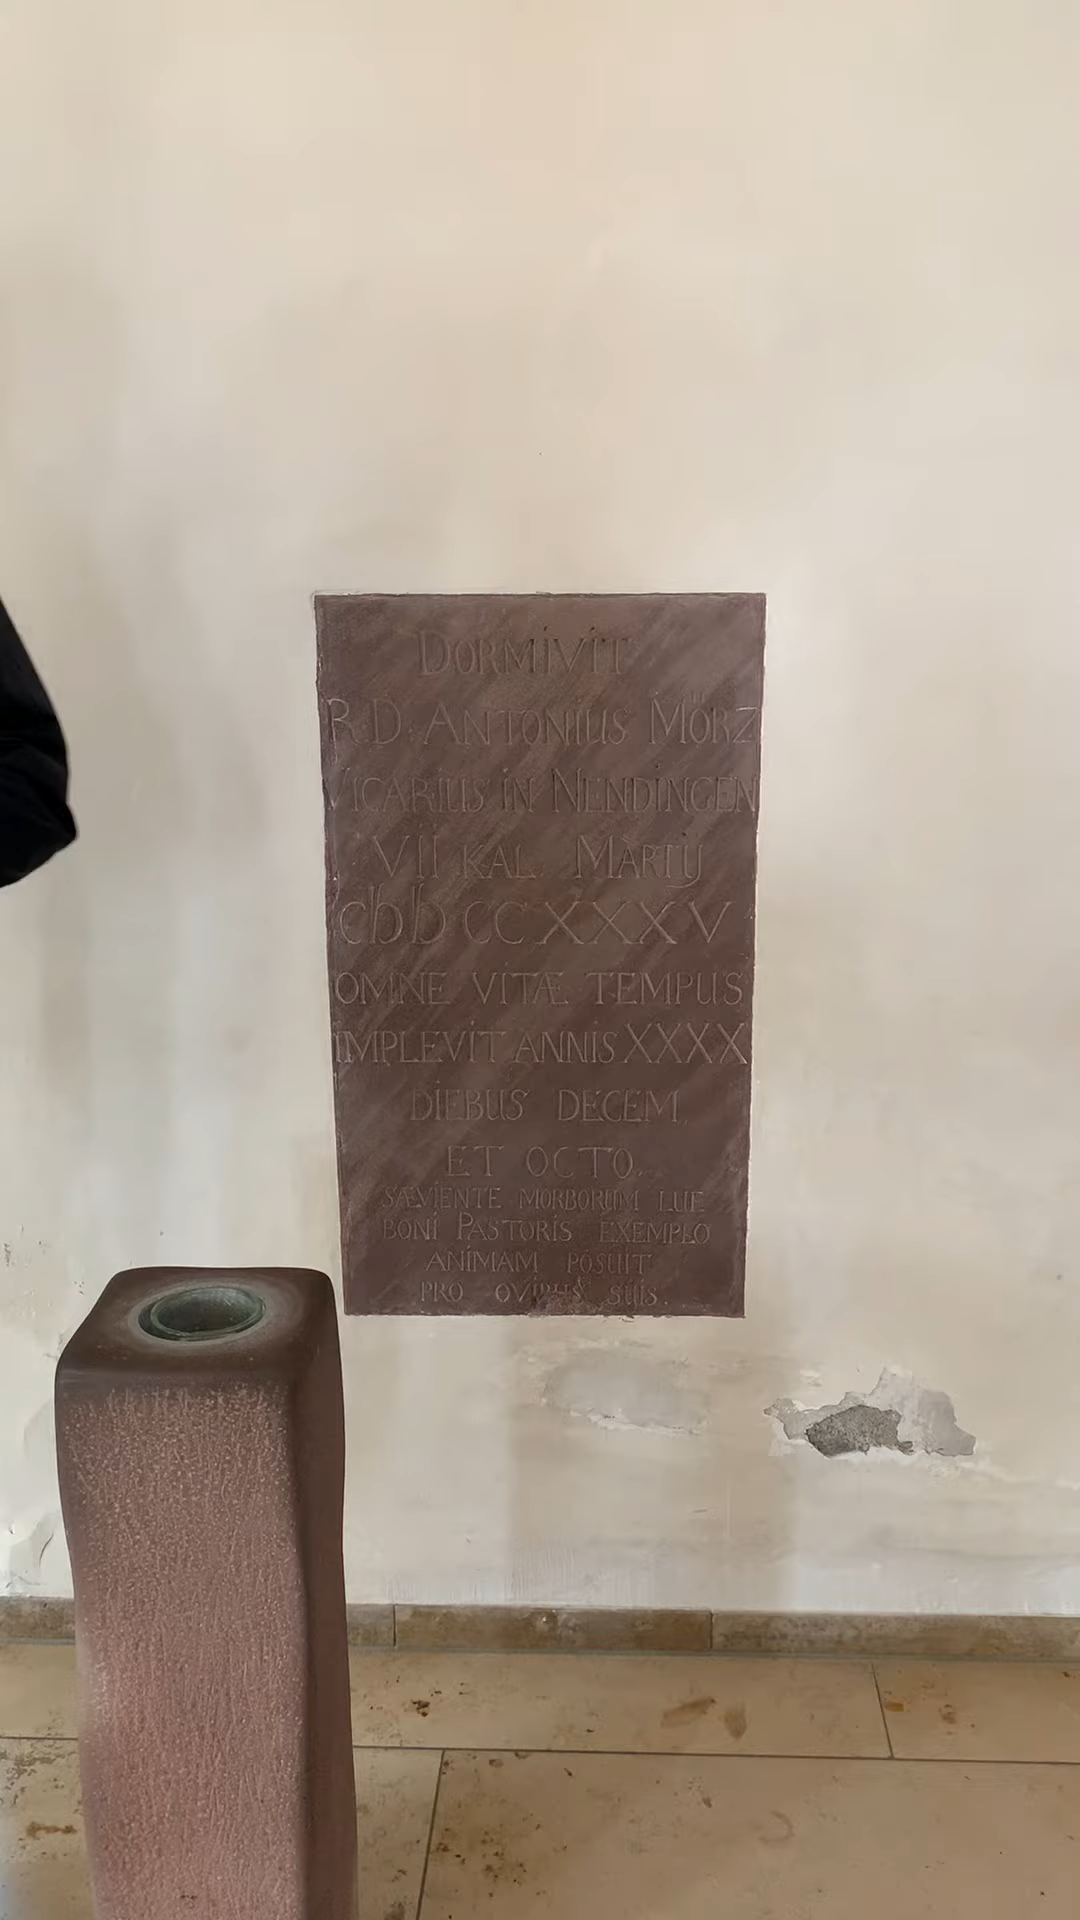 DORMIVIT
R.D. ANTONIUS MÖRZ
VICARIUS IN NENDINGEN
VII KAL. MARTIJ
cbb CCXXXV
OMNE VITÆ TEMPUS
IMPLEVIT ANNIS XXXX
DIEBUS DECEM,
ET OCTO
SÆVIENTE MORBORUM LUE
BONI PASTORIS EXEMPLO
ANIMAM POSUIT
PRO OVIBUS SUIS.